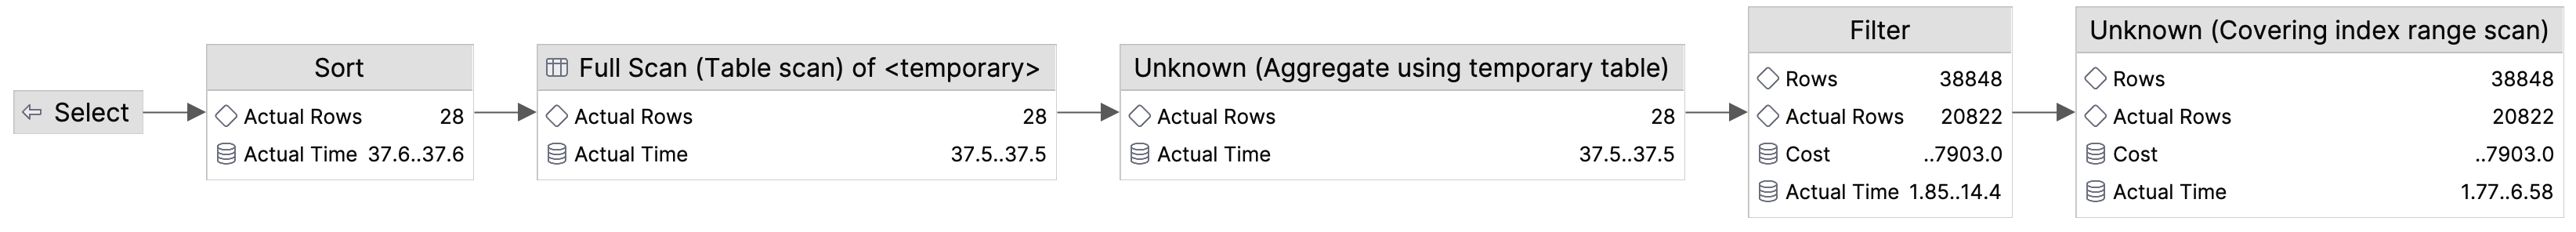 Select
Sort
Actual Rows 28
Actual Time 37.6..37.6
Full Scan (Table scan) of <temporary>
Actual Rows 28
Actual Time 37.5..37.5
Unknown (Aggregate using temporary table)
Actual Rows 28
Actual Time 37.5..37.5
Filter
Rows 38848
Actual Rows 20822
Cost ..7903.0
Actual Time 1.85..14.4
Unknown (Covering index range scan)
Rows 38848
Actual Rows 20822
Cost ..7903.0
Actual Time 1.77..6.58